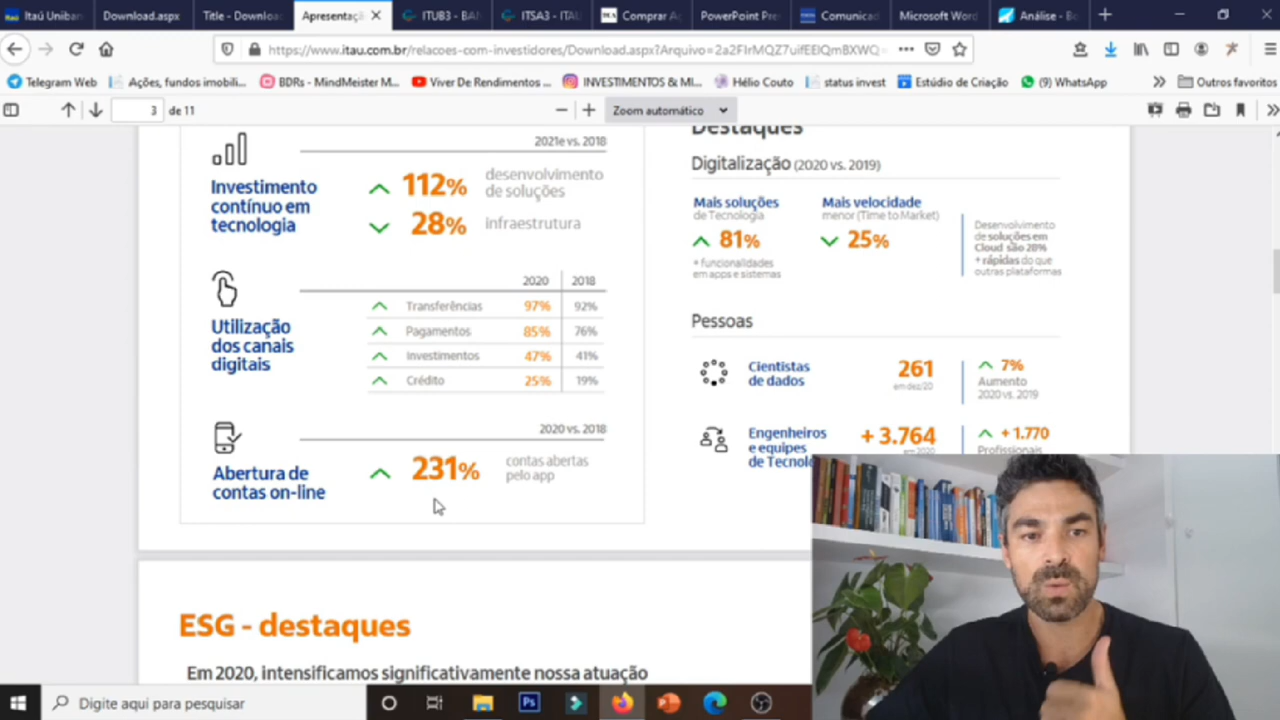 Itaú Uniban
Download.aspx
Title - Downloa
Apresentaçã
ITUB3 - BAN
ITSA3 - ITAU
Comprar Aç
PowerPoint Pre
Comunicad
Microsoft Word
Análise - Bo
https://www.itau.com.br/relacoes-com-investidores/Download.aspx?Arquivo=
Telegram Web
Ações, fundos imobili...
BDRs - MindMeister M...
Viver De Rendimentos ...
INVESTIMENTOS & MI...
Hélio Couto
status invest
Estúdio de Criação
(9) WhatsApp
Outros favoritos
3 de 11
Zoom automático
2021e vs. 2018
Investimento
contínuo em
tecnologia
112%
desenvolvimento
de soluções
28%
infraestrutura
2020 2018
Utilização
dos canais
digitais
Transferências 97% 92%
Pagamentos 85% 76%
Investimentos 47% 41%
Crédito 25% 19%
2020 vs. 2018
Abertura de
contas on-line
231%
contas abertas
pelo app
Destaques
Digitalização (2020 vs. 2019)
Mais soluções
de Tecnologia
81%
+ funcionalidades
em apps e sistemas
Mais velocidade
menor (Time to Market)
25%
Desenvolvimento
de soluções em
Cloud são 28%
+ rápidas do que
outras plataformas
Pessoas
Cientistas
de dados
261
em dez/20
7%
Aumento
2020 vs. 2019
Engenheiros
e equipes
de Tecnolo
+ 3.764
em 2020
+ 1.770
Profissionais
ESG - destaques
Em 2020, intensificamos significativamente nossa atuação
Digite aqui para pesquisar